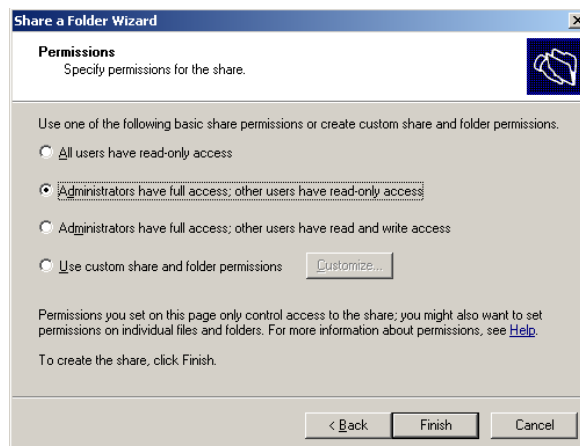 Share a Folder Wizard
Permissions
Specify permissions for the share.
Use one of the following basic share permissions or create custom share and folder permissions.
All users have read-only access
Administrators have full access; other users have read-only access
Administrators have full access; other users have read and write access
Use custom share and folder permissions
Customize...
Permissions you set on this page only control access to the share; you might also want to set
permissions on individual files and folders. For more information about permissions, see Help.
To create the share, click Finish.
< Back
Finish
Cancel